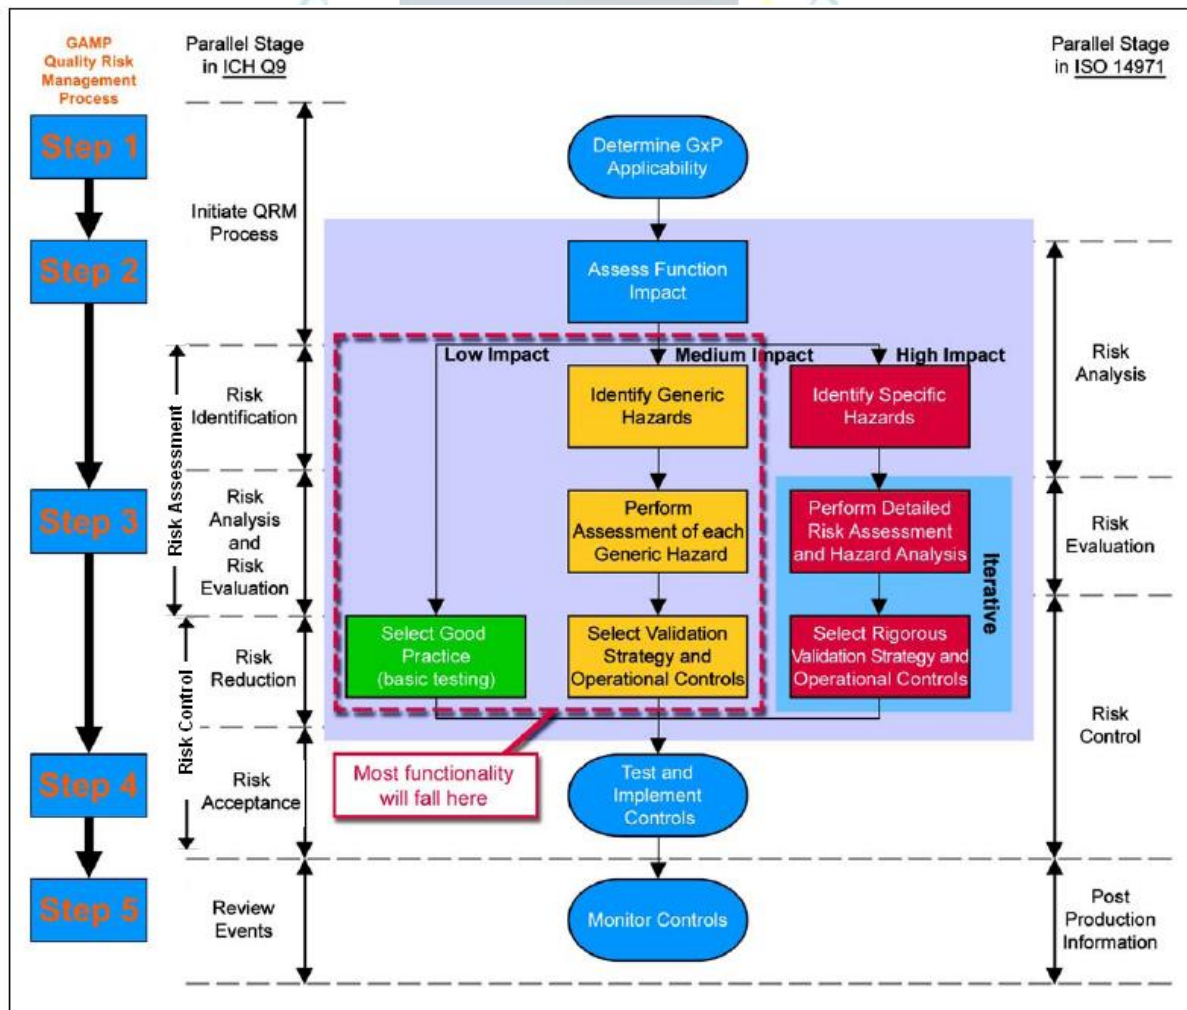 GAMP
Quality Risk
Management
Process
Parallel Stage
in ICH Q9
Parallel Stage
in ISO 14971
Step 1
Determine GxP
Applicability
Initiate QRM
Process
Step 2
Assess Function
Impact
Low Impact
Medium Impact
High Impact
Risk
Analysis
Risk Assessment
Risk
Identification
Identify Generic
Hazards
Identify Specific
Hazards
Step 3
Risk
Analysis
and
Risk
Evaluation
Perform
Assessment of each
Generic Hazard
Perform Detailed
Risk Assessment
and Hazard Analysis
Iterative
Risk
Evaluation
Risk Control
Risk
Reduction
Select Good
Practice
(basic testing)
Select Validation
Strategy and
Operational Controls
Select Rigorous
Validation Strategy and
Operational Controls
Risk
Control
Step 4
Risk
Acceptance
Most functionality
will fall here
Test and
Implement
Controls
Step 5
Review
Events
Monitor Controls
Post
Production
Information